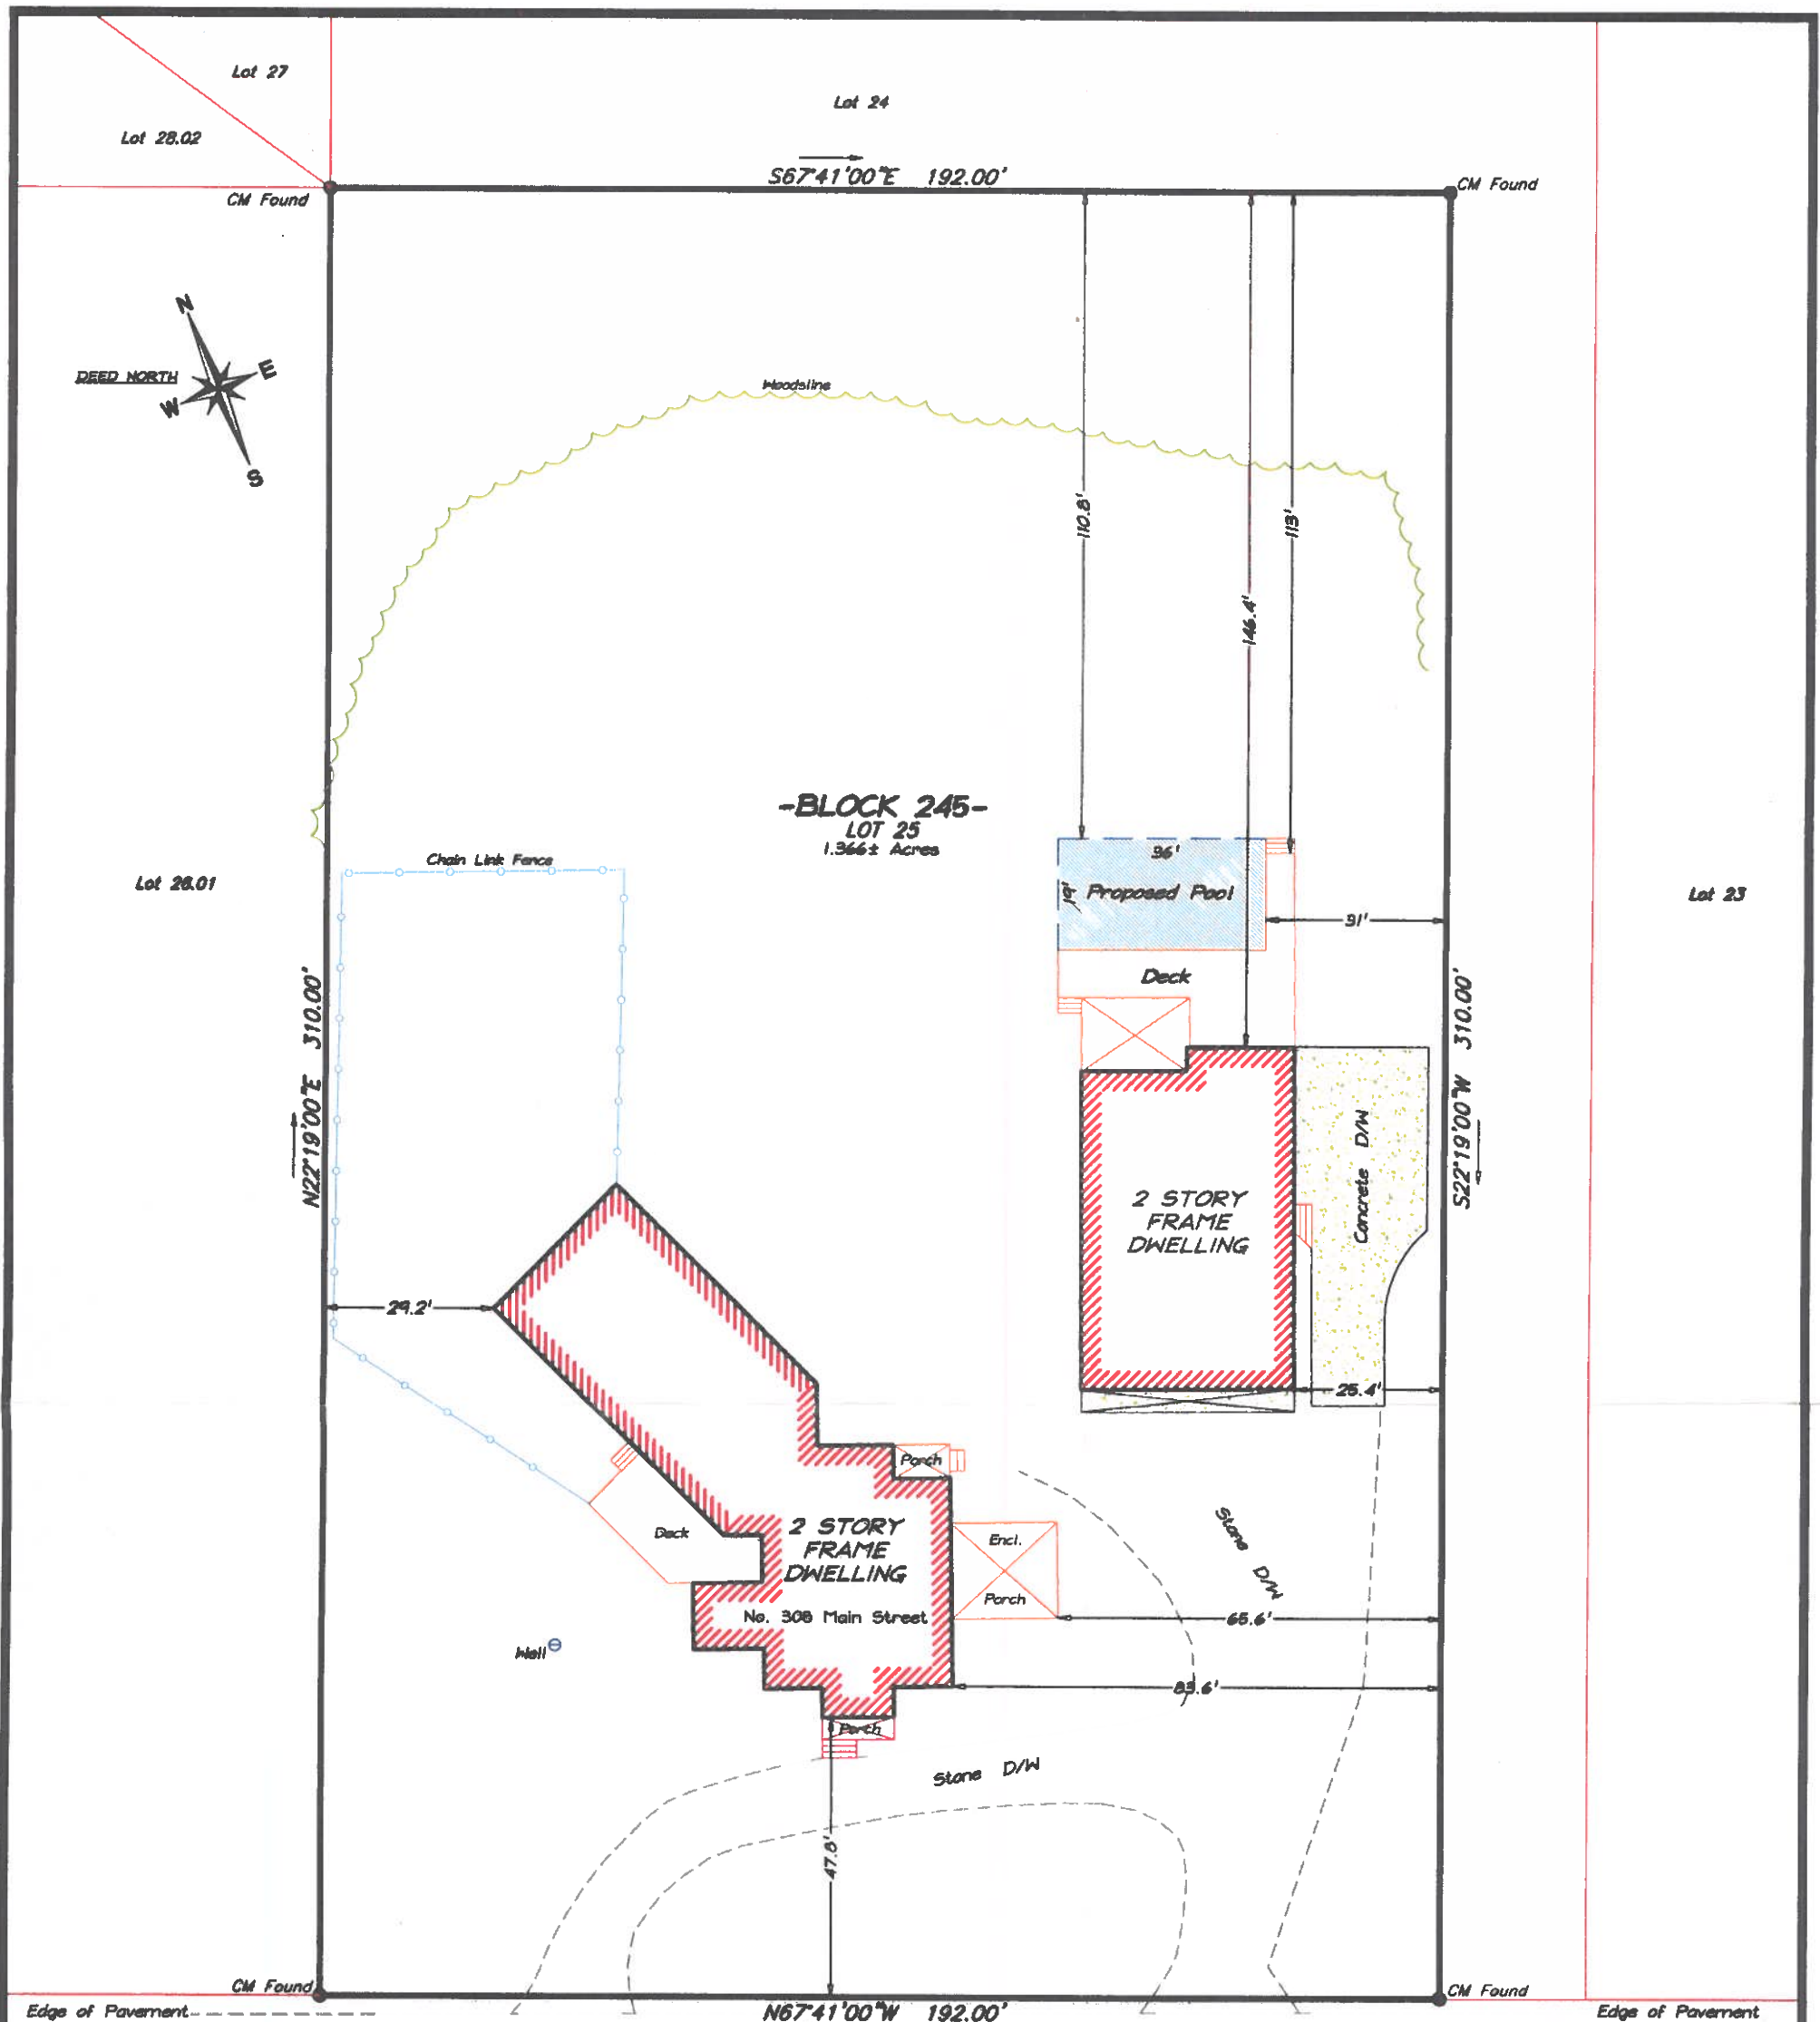 Lot 27
Lot 24
Lot 28.02
S67°41'00"E 192.00'
CM Found
CM Found
N
E
DEED NORTH
W
S
Woodsline
110.8'
113'
146.4'
-BLOCK 245-
LOT 25
1.366± Acres
36'
Chain Link Fence
Lot 26.01
19'
Proposed Pool
Lot 23
31'
Deck
N22°19'00"E 310.00'
S22°19'00"W 310.00'
Concrete D/W
2 STORY
FRAME
DWELLING
29.2'
25.4'
Porch
Stone D/W
2 STORY
FRAME
DWELLING
Deck
Encl.
Porch
No. 308 Main Street
65.6'
Well
83.6'
Porch
Stone D/W
47.8'
CM Found
CM Found
Edge of Pavement
N67°41'00"W 192.00'
Edge of Pavement